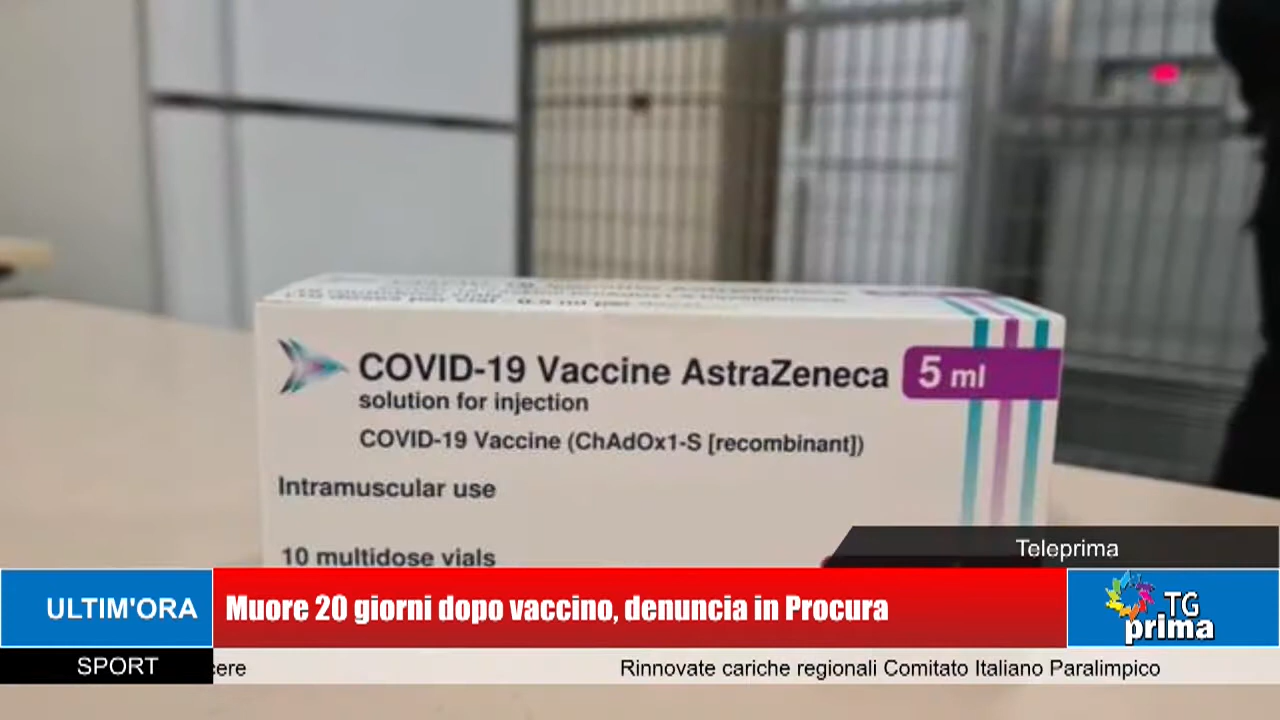 COVID-19 Vaccine AstraZeneca
5 ml
solution for injection
COVID-19 Vaccine (ChAdOx1-S [recombinant])
Intramuscular use
10 multidose vials
Teleprima
ULTIM'ORA
Muore 20 giorni dopo vaccino, denuncia in Procura
TG
prima
SPORT
cere
Rinnovate cariche regionali Comitato Italiano Paralimpico